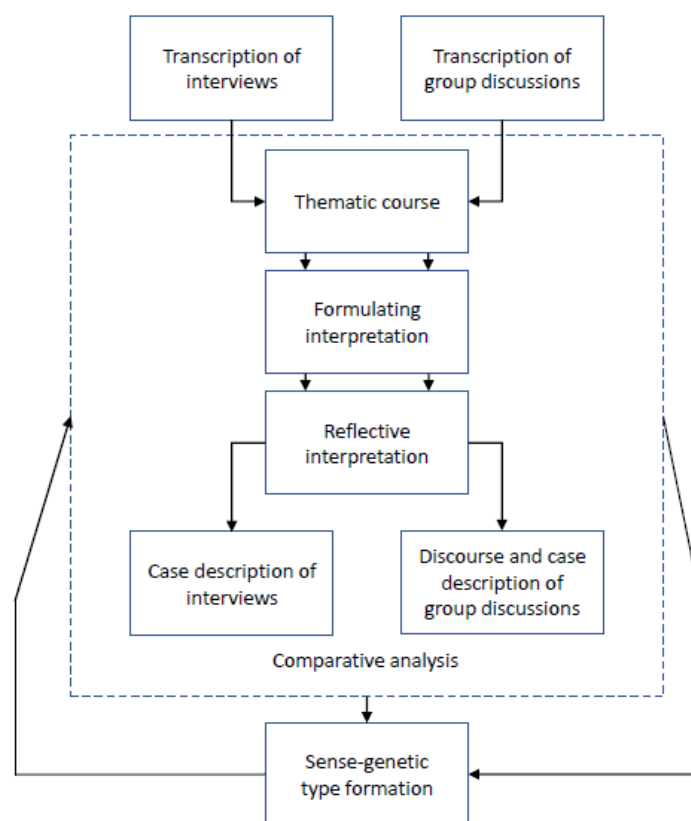 Transcription of
interviews
Transcription of
group discussions
Thematic course
Formulating
interpretation
Reflective
interpretation
Case description of
interviews
Discourse and case
description of
group discussions
Comparative analysis
Sense-genetic
type formation